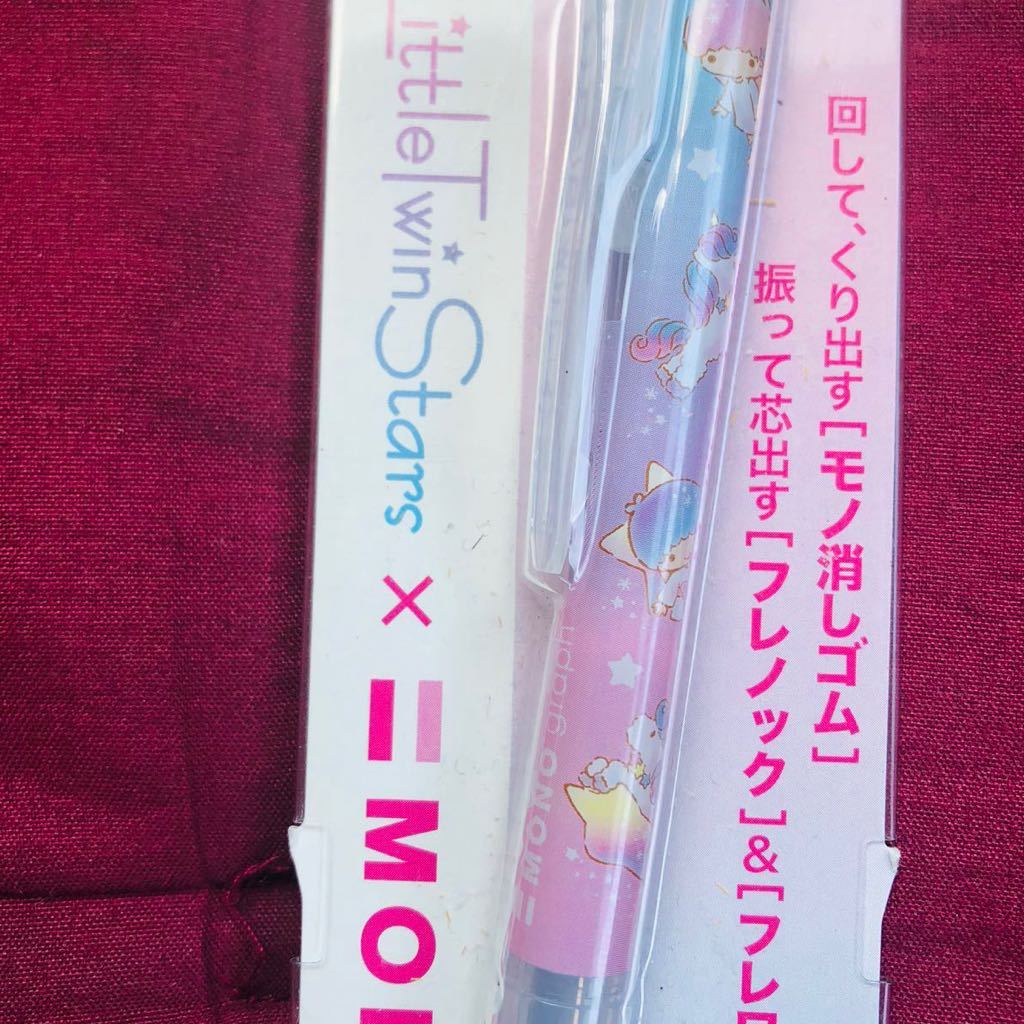 LittleTwinStars × MO
MONO graph
回して、くり出す[モノ消しゴム]
振って芯出す[フレノック]&[フレ